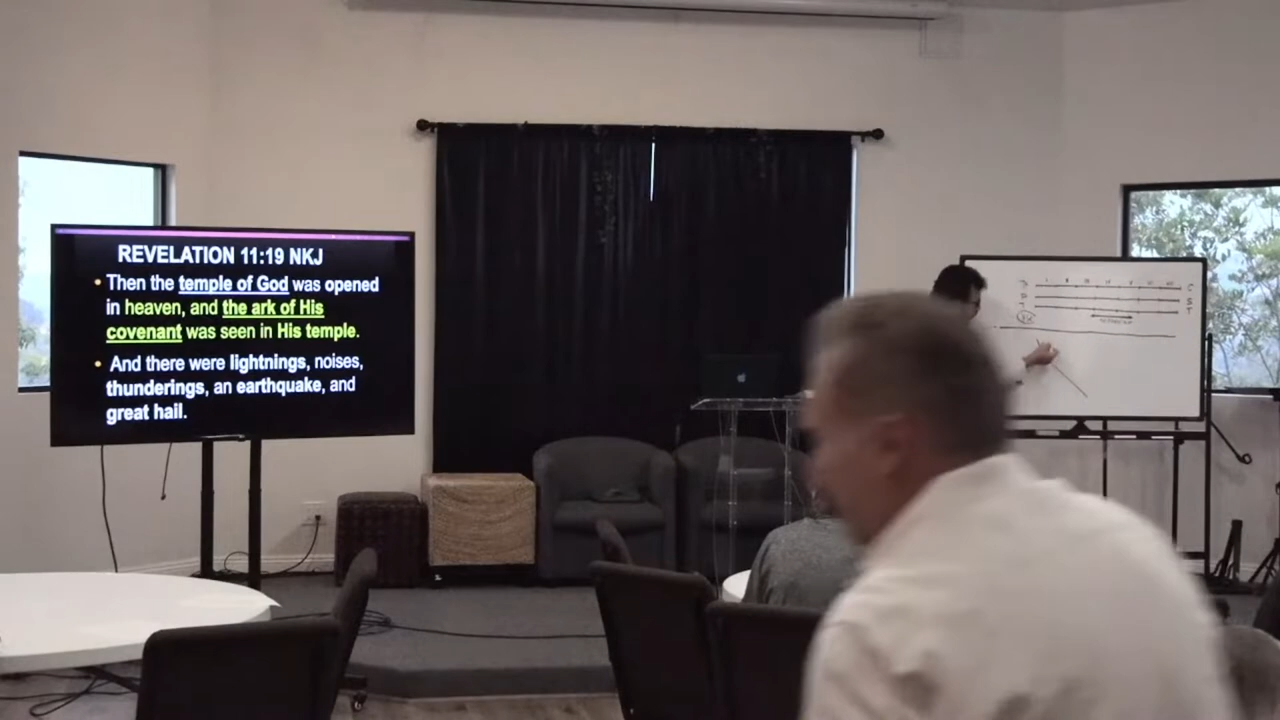 REVELATION 11:19 NKJ
• Then the temple of God was opened
in heaven, and the ark of His
covenant was seen in His temple.
• And there were lightnings, noises,
thunderings, an earthquake, and
great hail.